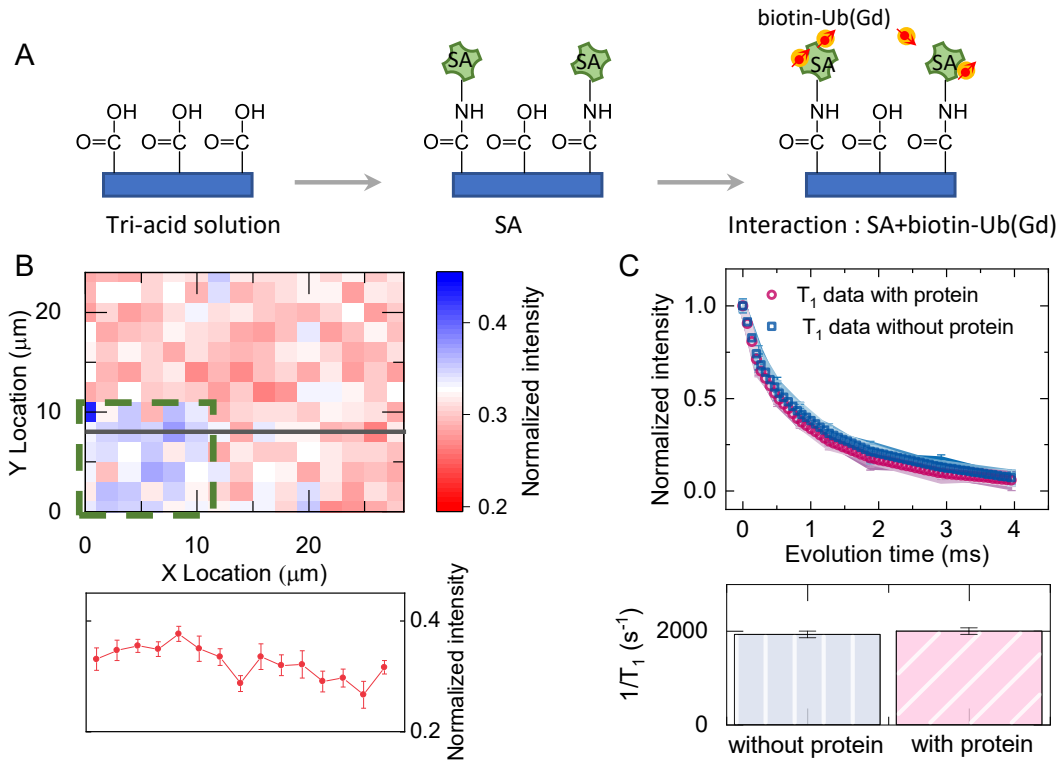 A
OH
OH
OH
O=C
O=C
O=C
Tri-acid solution
SA
SA
NH
OH
NH
O=C
O=C
O=C
SA
biotin-Ub(Gd)
SA
SA
NH
OH
NH
O=C
O=C
O=C
Interaction : SA+biotin-Ub(Gd)
B
20
10
0
Y Location (μm)
0
10
20
X Location (μm)
0.4
0.3
0.2
Normalized intensity
0.4
0.2
Normalized intensity
C
T₁ data with protein
T₁ data without protein
1.0
0.5
0.0
Normalized intensity
0
1
2
3
4
Evolution time (ms)
2000
0
1/T₁ (s⁻¹)
without protein
with protein